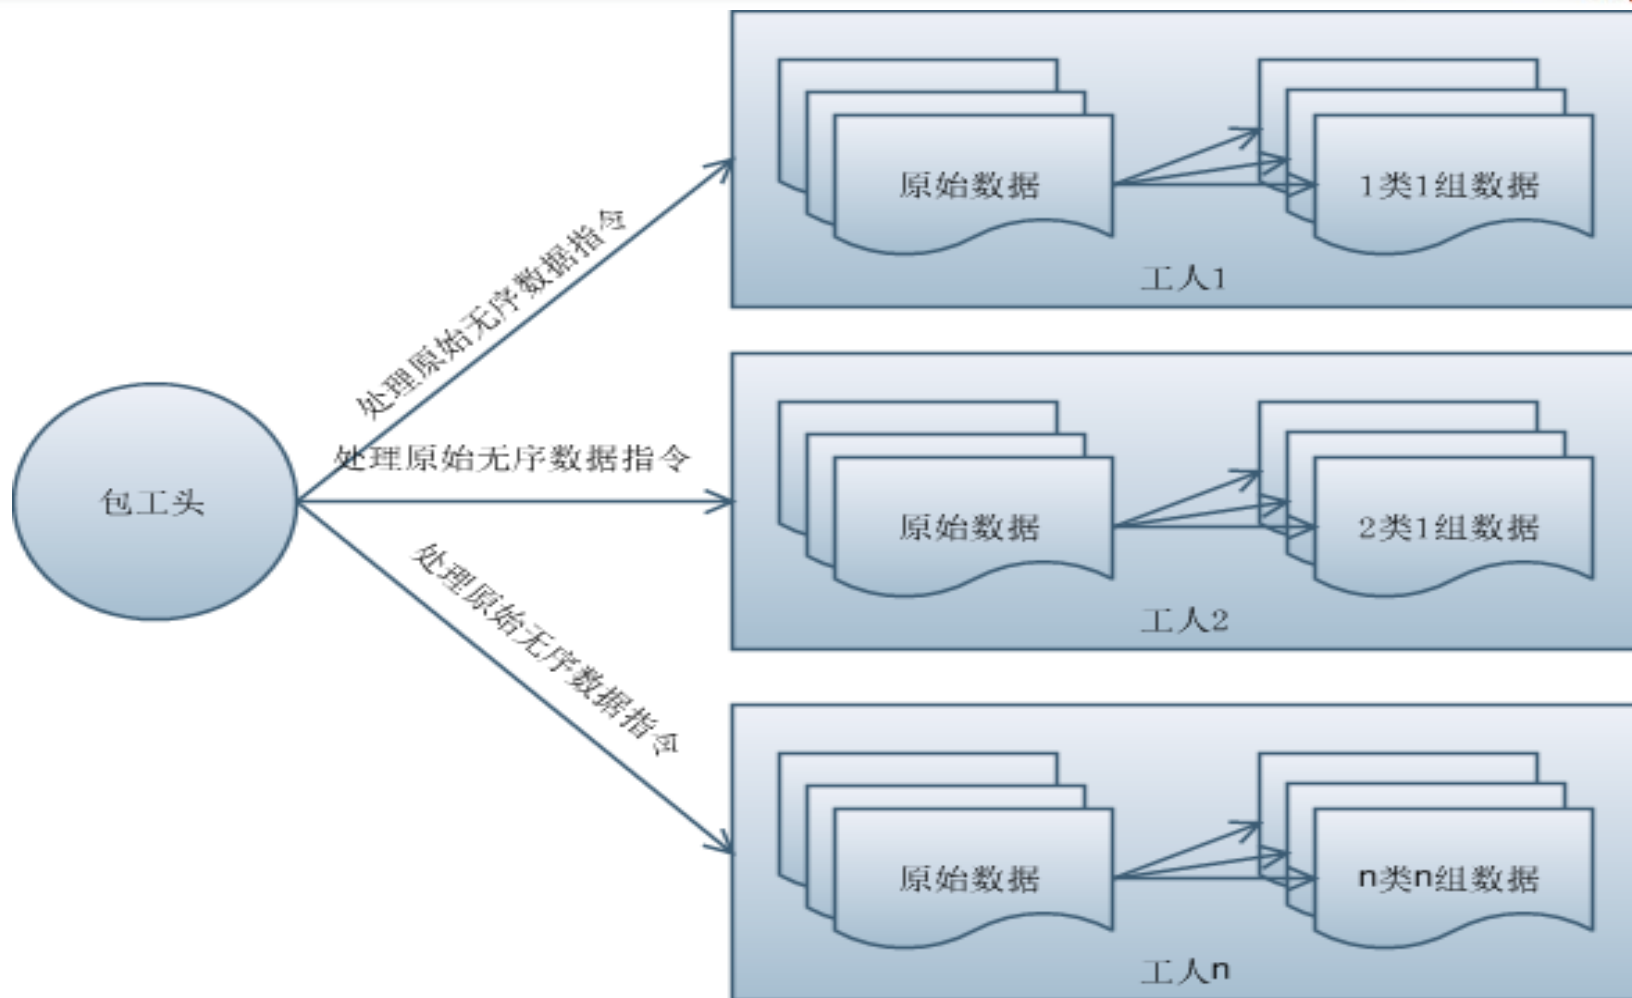 原始数据
1类1组数据
工人1
处理原始无序数据指令
处理原始无序数据指令
包工头
原始数据
2类1组数据
工人2
处理原始无序数据指令
原始数据
n类n组数据
工人n